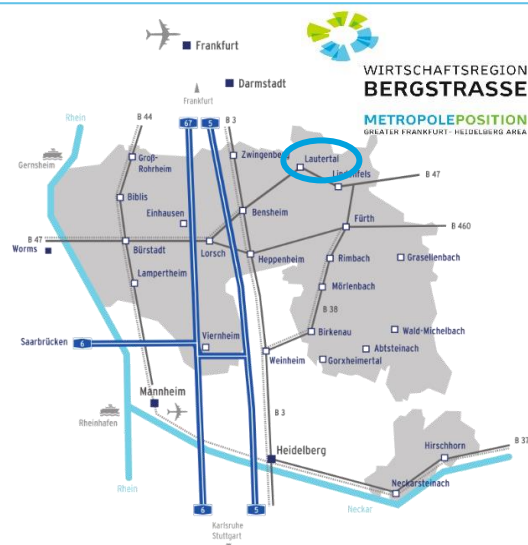 Frankfurt
WIRTSCHAFTSREGION
BERGSTRASSE
METROPOLEPOSITION
GREATER FRANKFURT- HEIDELBERG AREA
Darmstadt
Frankfurt
Rhein
B 44
67
5
B 3
Gernsheim
Groß-
Rohrheim
Zwingenberg
Lautertal
Lindenfels
B 47
Biblis
Einhausen
Bensheim
Fürth
B 460
B 47
Worms
Bürstadt
Lorsch
Heppenheim
Rimbach
Grasellenbach
Lampertheim
Mörlenbach
B 38
Saarbrücken
6
Viernheim
Birkenau
Wald-Michelbach
Weinheim
Abtsteinach
Gorxheimertal
Mannheim
Rheinhafen
B 3
Heidelberg
Hirschhorn
B 37
Rhein
Neckarsteinach
Neckar
6
5
Karlsruhe
Stuttgart